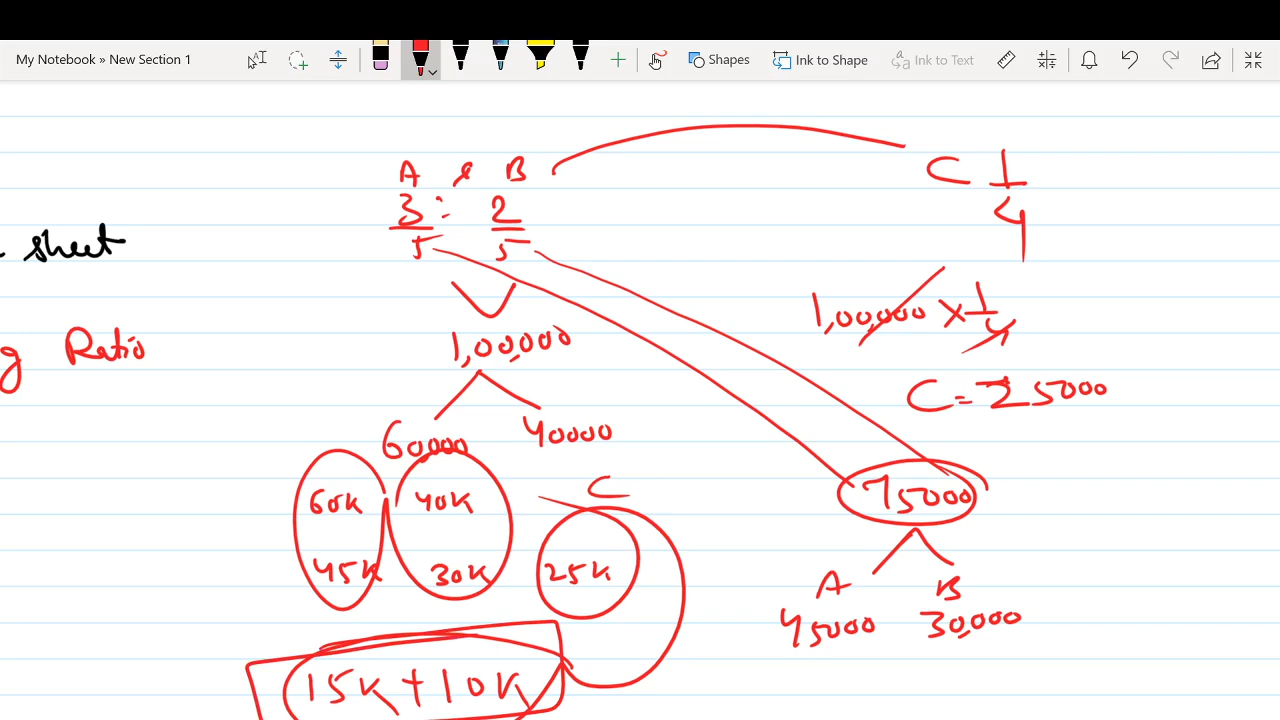 My Notebook » New Section 1
Shapes
Ink to Shape
Ink to Text
A & B
C 1/4
3/5 : 2/5
sheet
1,00,000 × 1/4
g Ratio
1,00,000
C = 25000
60,000 40000
C
60K 40K
75000
45K 30K 25K
A B
45000 30,000
15K + 10K